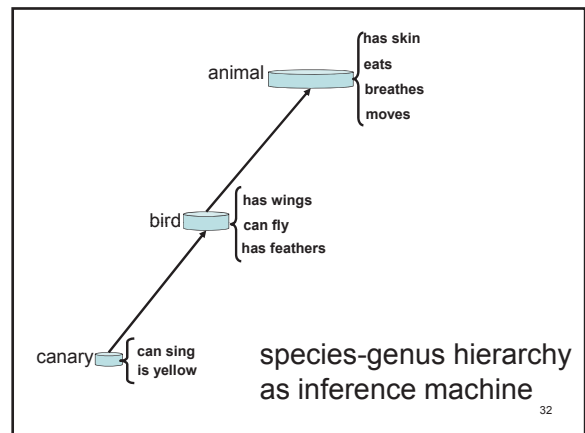 animal
has skin
eats
breathes
moves
bird
has wings
can fly
has feathers
canary
can sing
is yellow
species-genus hierarchy
as inference machine
32